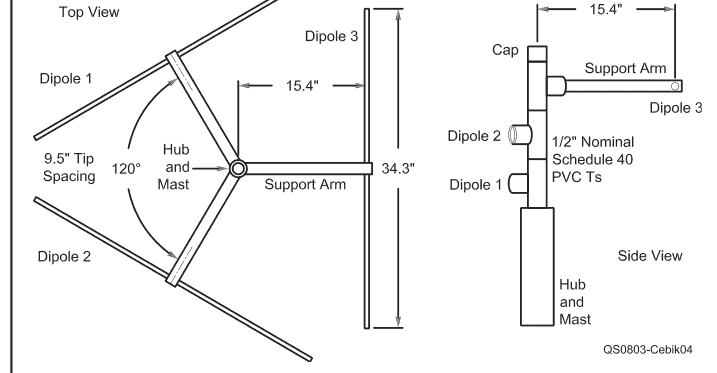 Top View
Dipole 3
Dipole 1
15.4"
9.5" Tip
Spacing
120°
Hub
and
Mast
Support Arm
34.3"
Dipole 2
15.4"
Cap
Support Arm
Dipole 3
Dipole 2
1/2" Nominal
Schedule 40
PVC Ts
Dipole 1
Side View
Hub
and
Mast
QS0803-Cebik04